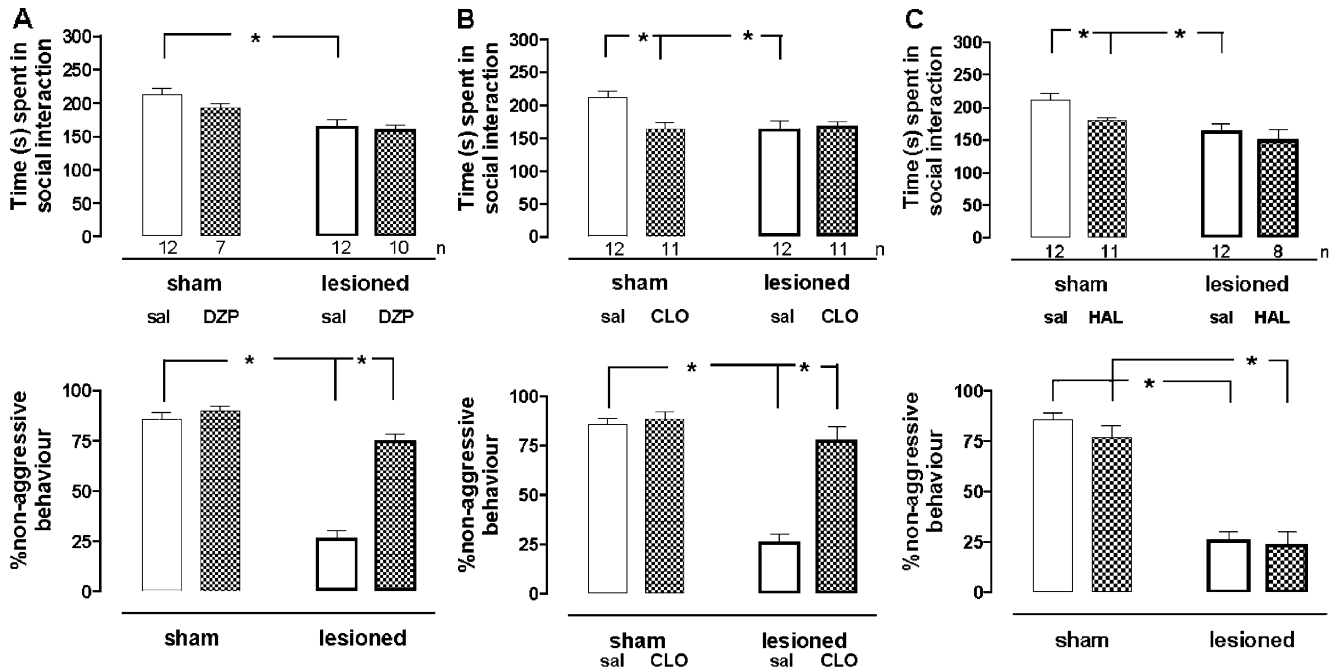 A
Time (s) spent in
social interaction
300
250
200
150
100
50
0
*
12 7 12 10 n
sham lesioned
sal DZP sal DZP
%non-aggressive
behaviour
100
75
50
25
0
* *
sham lesioned
B
Time (s) spent in
social interaction
300
250
200
150
100
50
0
* *
12 11 12 11 n
sham lesioned
sal CLO sal CLO
%non-aggressive
behaviour
100
75
50
25
0
* *
sham lesioned
sal CLO sal CLO
C
Time (s) spent in
social interaction
300
250
200
150
100
50
0
* *
12 11 12 8 n
sham lesioned
sal HAL sal HAL
%non-aggressive
behaviour
100
75
50
25
0
* *
sham lesioned